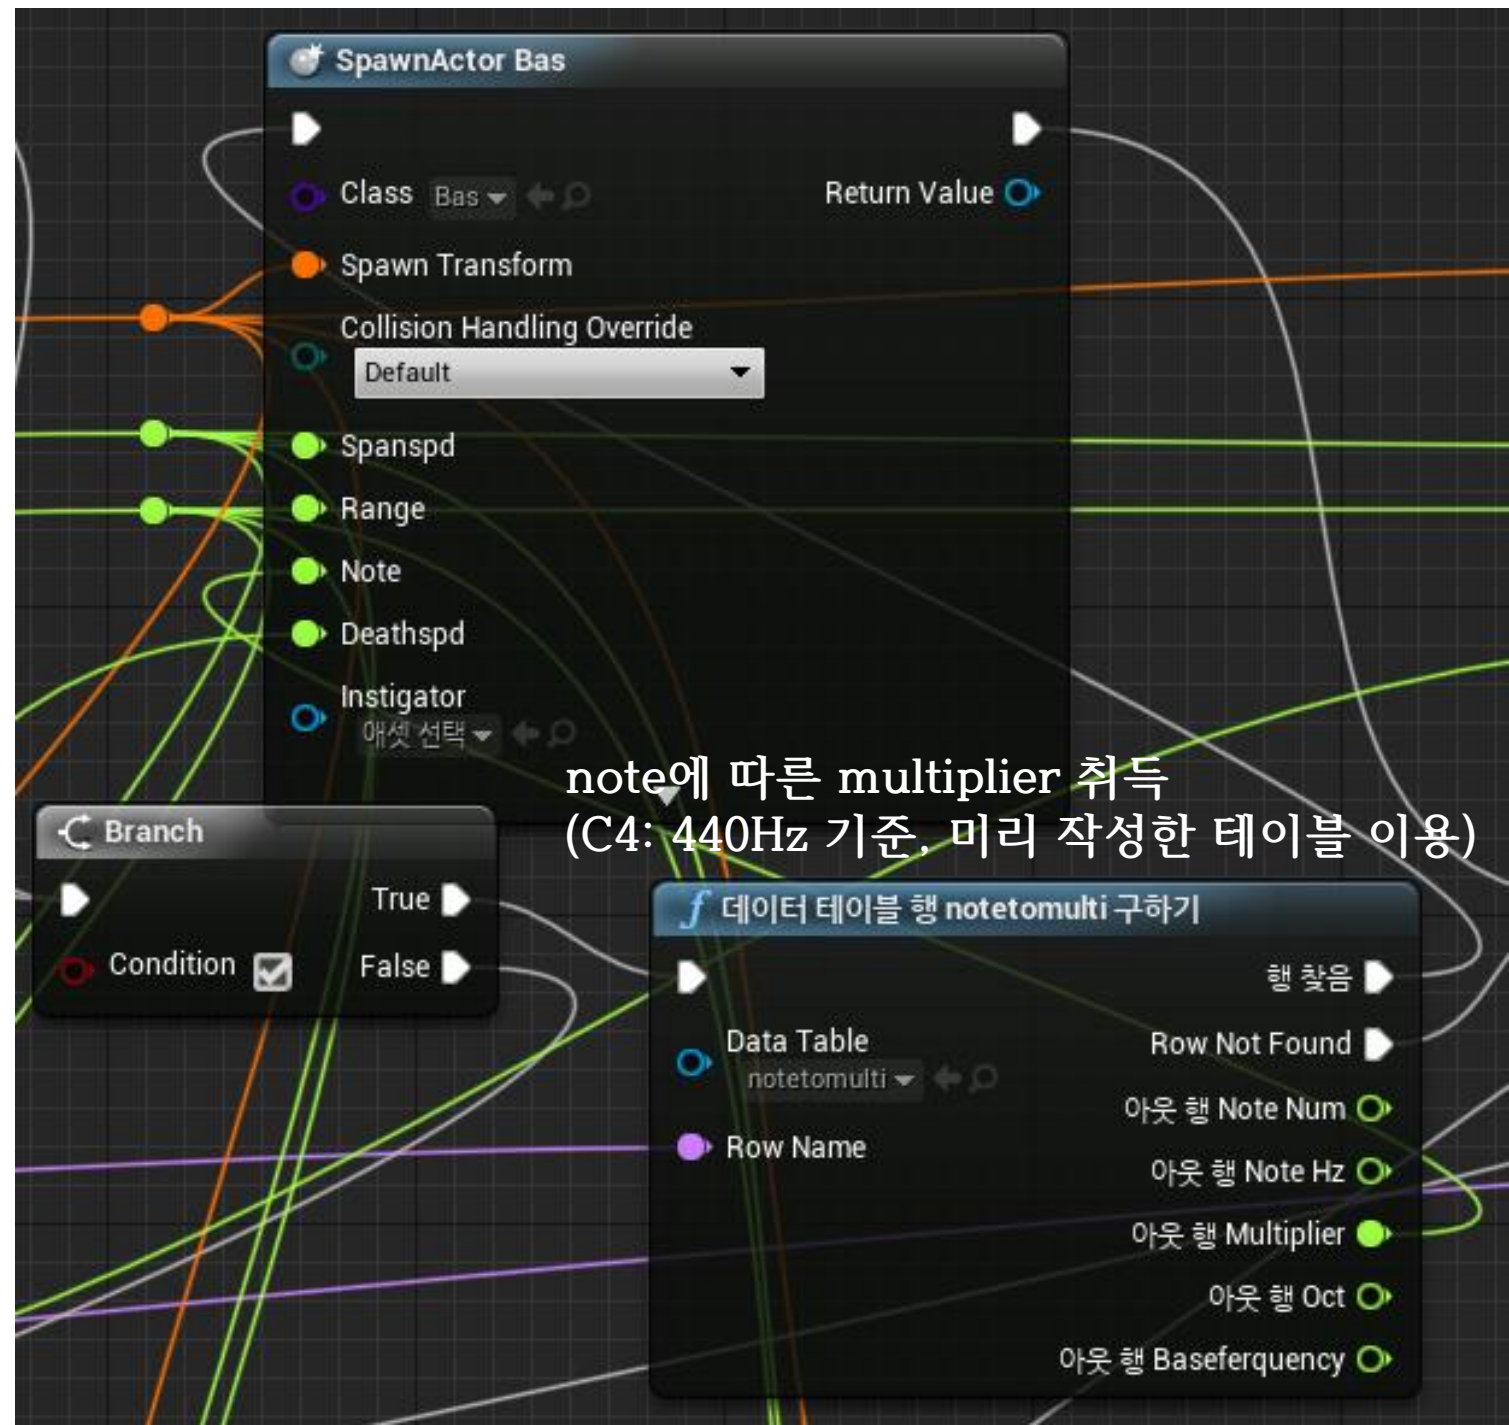 SpawnActor Bas
Class Bas
Return Value
Spawn Transform
Collision Handling Override
Default
Spanspd
Range
Note
Deathspd
Instigator
애셋 선택
note에 따른 multiplier 취득
(C4: 440Hz 기준, 미리 작성한 테이블 이용)
Branch
True
Condition
False
f 데이터 테이블 행 notetomulti 구하기
행 찾음
Data Table
notetomulti
Row Not Found
아웃 행 Note Num
Row Name
아웃 행 Note Hz
아웃 행 Multiplier
아웃 행 Oct
아웃 행 Baseferquency